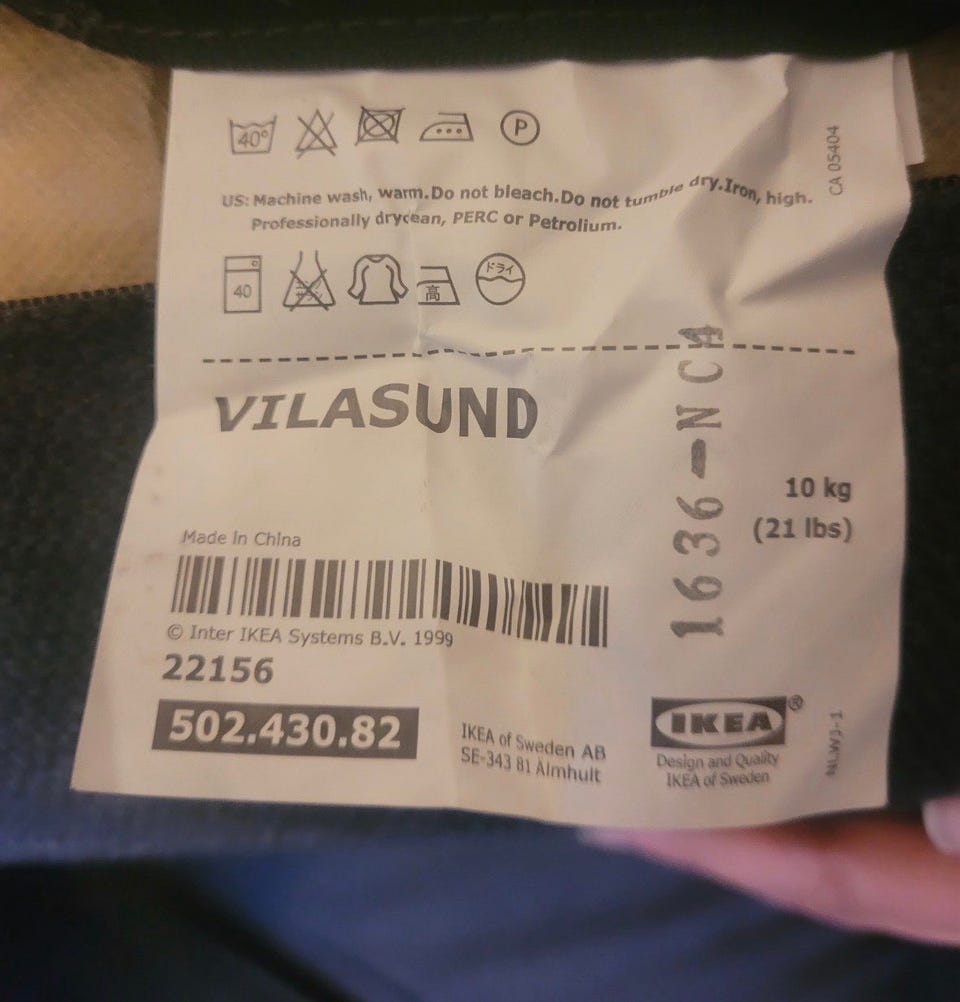 40° P
US: Machine wash, warm.Do not bleach.Do not tumble dry.Iron, high.
Professionally drycean, PERC or Petrolium.
CA 05404
40 高 ドライ
VILASUND
1636-NCA
10 kg
(21 lbs)
Made in China
© Inter IKEA Systems B.V. 1999
22156
502.430.82
IKEA of Sweden AB
SE-343 81 Älmhult
IKEA®
Design and Quality
IKEA of Sweden